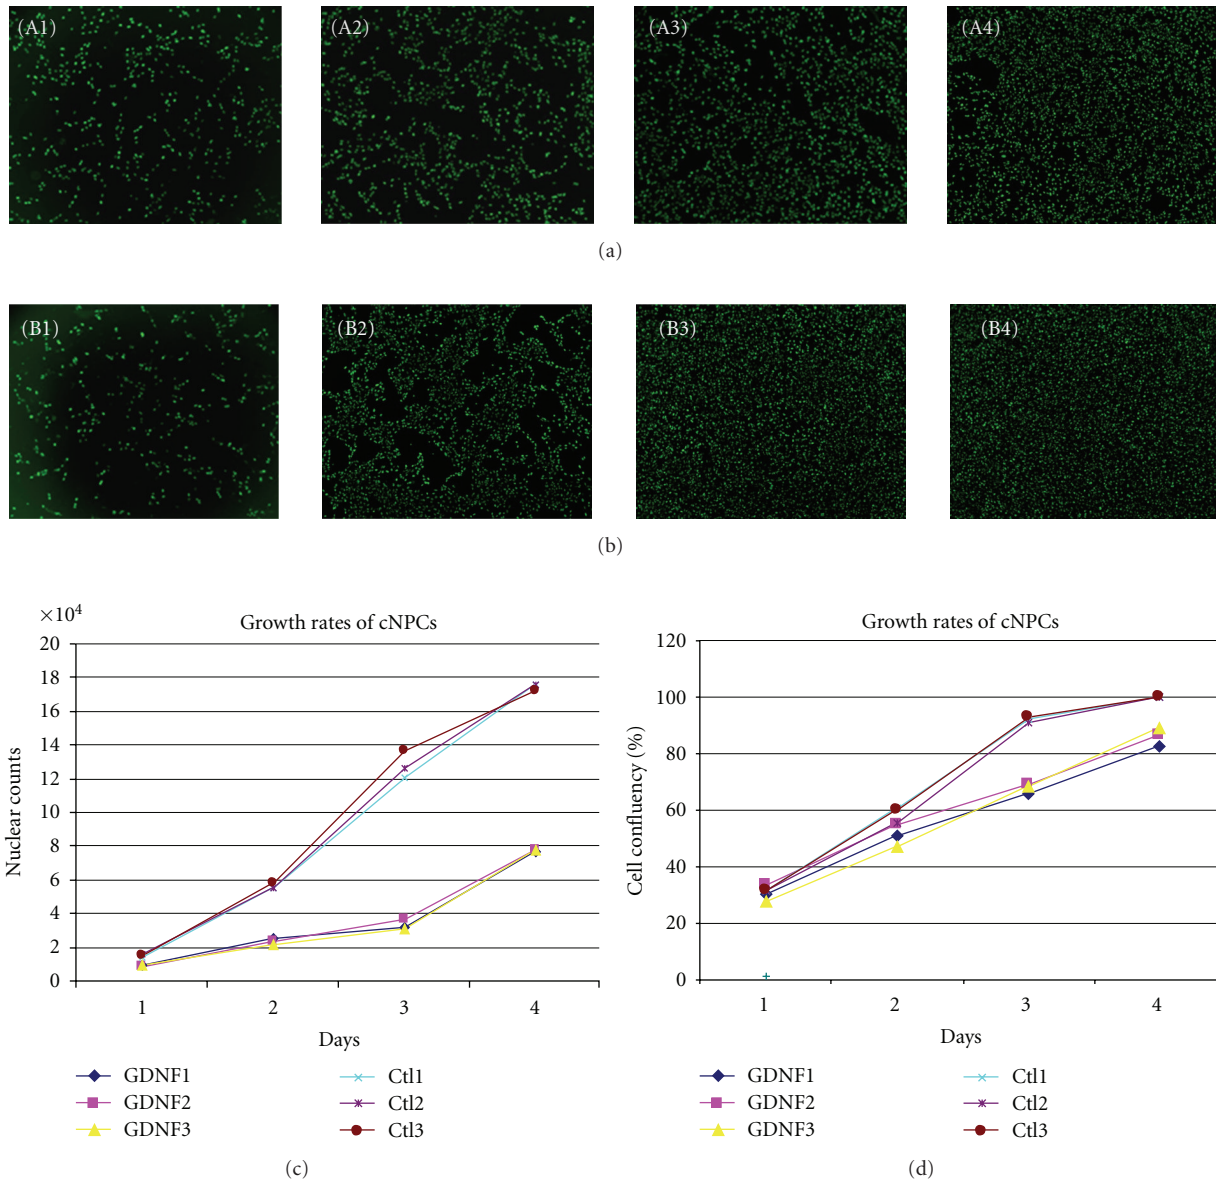 (A1) (A2) (A3) (A4)
(a)
(B1) (B2) (B3) (B4)
(b)
×10⁴
Growth rates of cNPCs
Nuclear counts
20
18
16
14
12
10
8
6
4
2
0
1 2 3 4
Days
GDNF1 Ctl1
GDNF2 Ctl2
GDNF3 Ctl3
(c)
Growth rates of cNPCs
Cell confluency (%)
120
100
80
60
40
20
0
1 2 3 4
Days
GDNF1 Ctl1
GDNF2 Ctl2
GDNF3 Ctl3
(d)